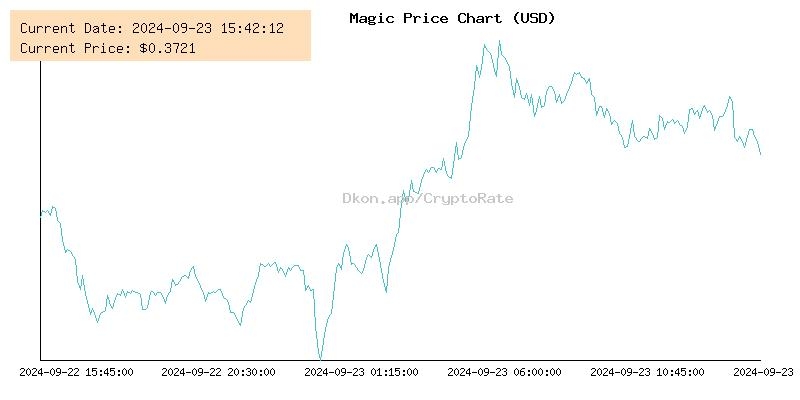 Magic Price Chart (USD)
Current Date: 2024-09-23 15:42:12
Current Price: $0.3721
Dkon.app/CryptoRate
2024-09-22 15:45:00 2024-09-22 20:30:00 2024-09-23 01:15:00 2024-09-23 06:00:00 2024-09-23 10:45:00 2024-09-23